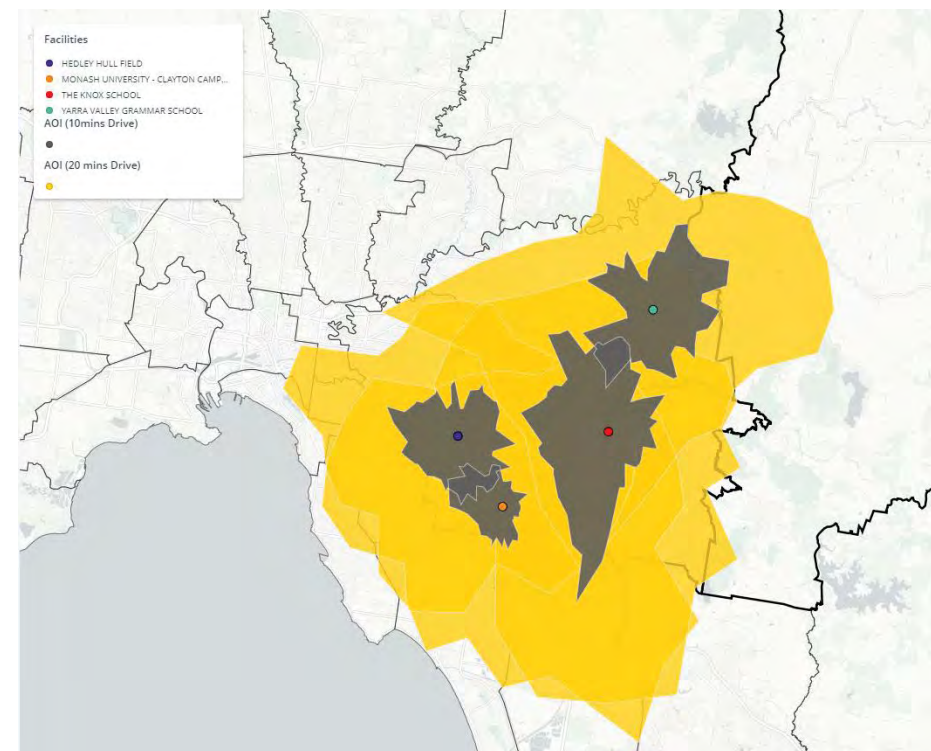 Facilities
HEDLEY HULL FIELD
MONASH UNIVERSITY - CLAYTON CAMP...
THE KNOX SCHOOL
YARRA VALLEY GRAMMAR SCHOOL
AOI (10mins Drive)
AOI (20 mins Drive)